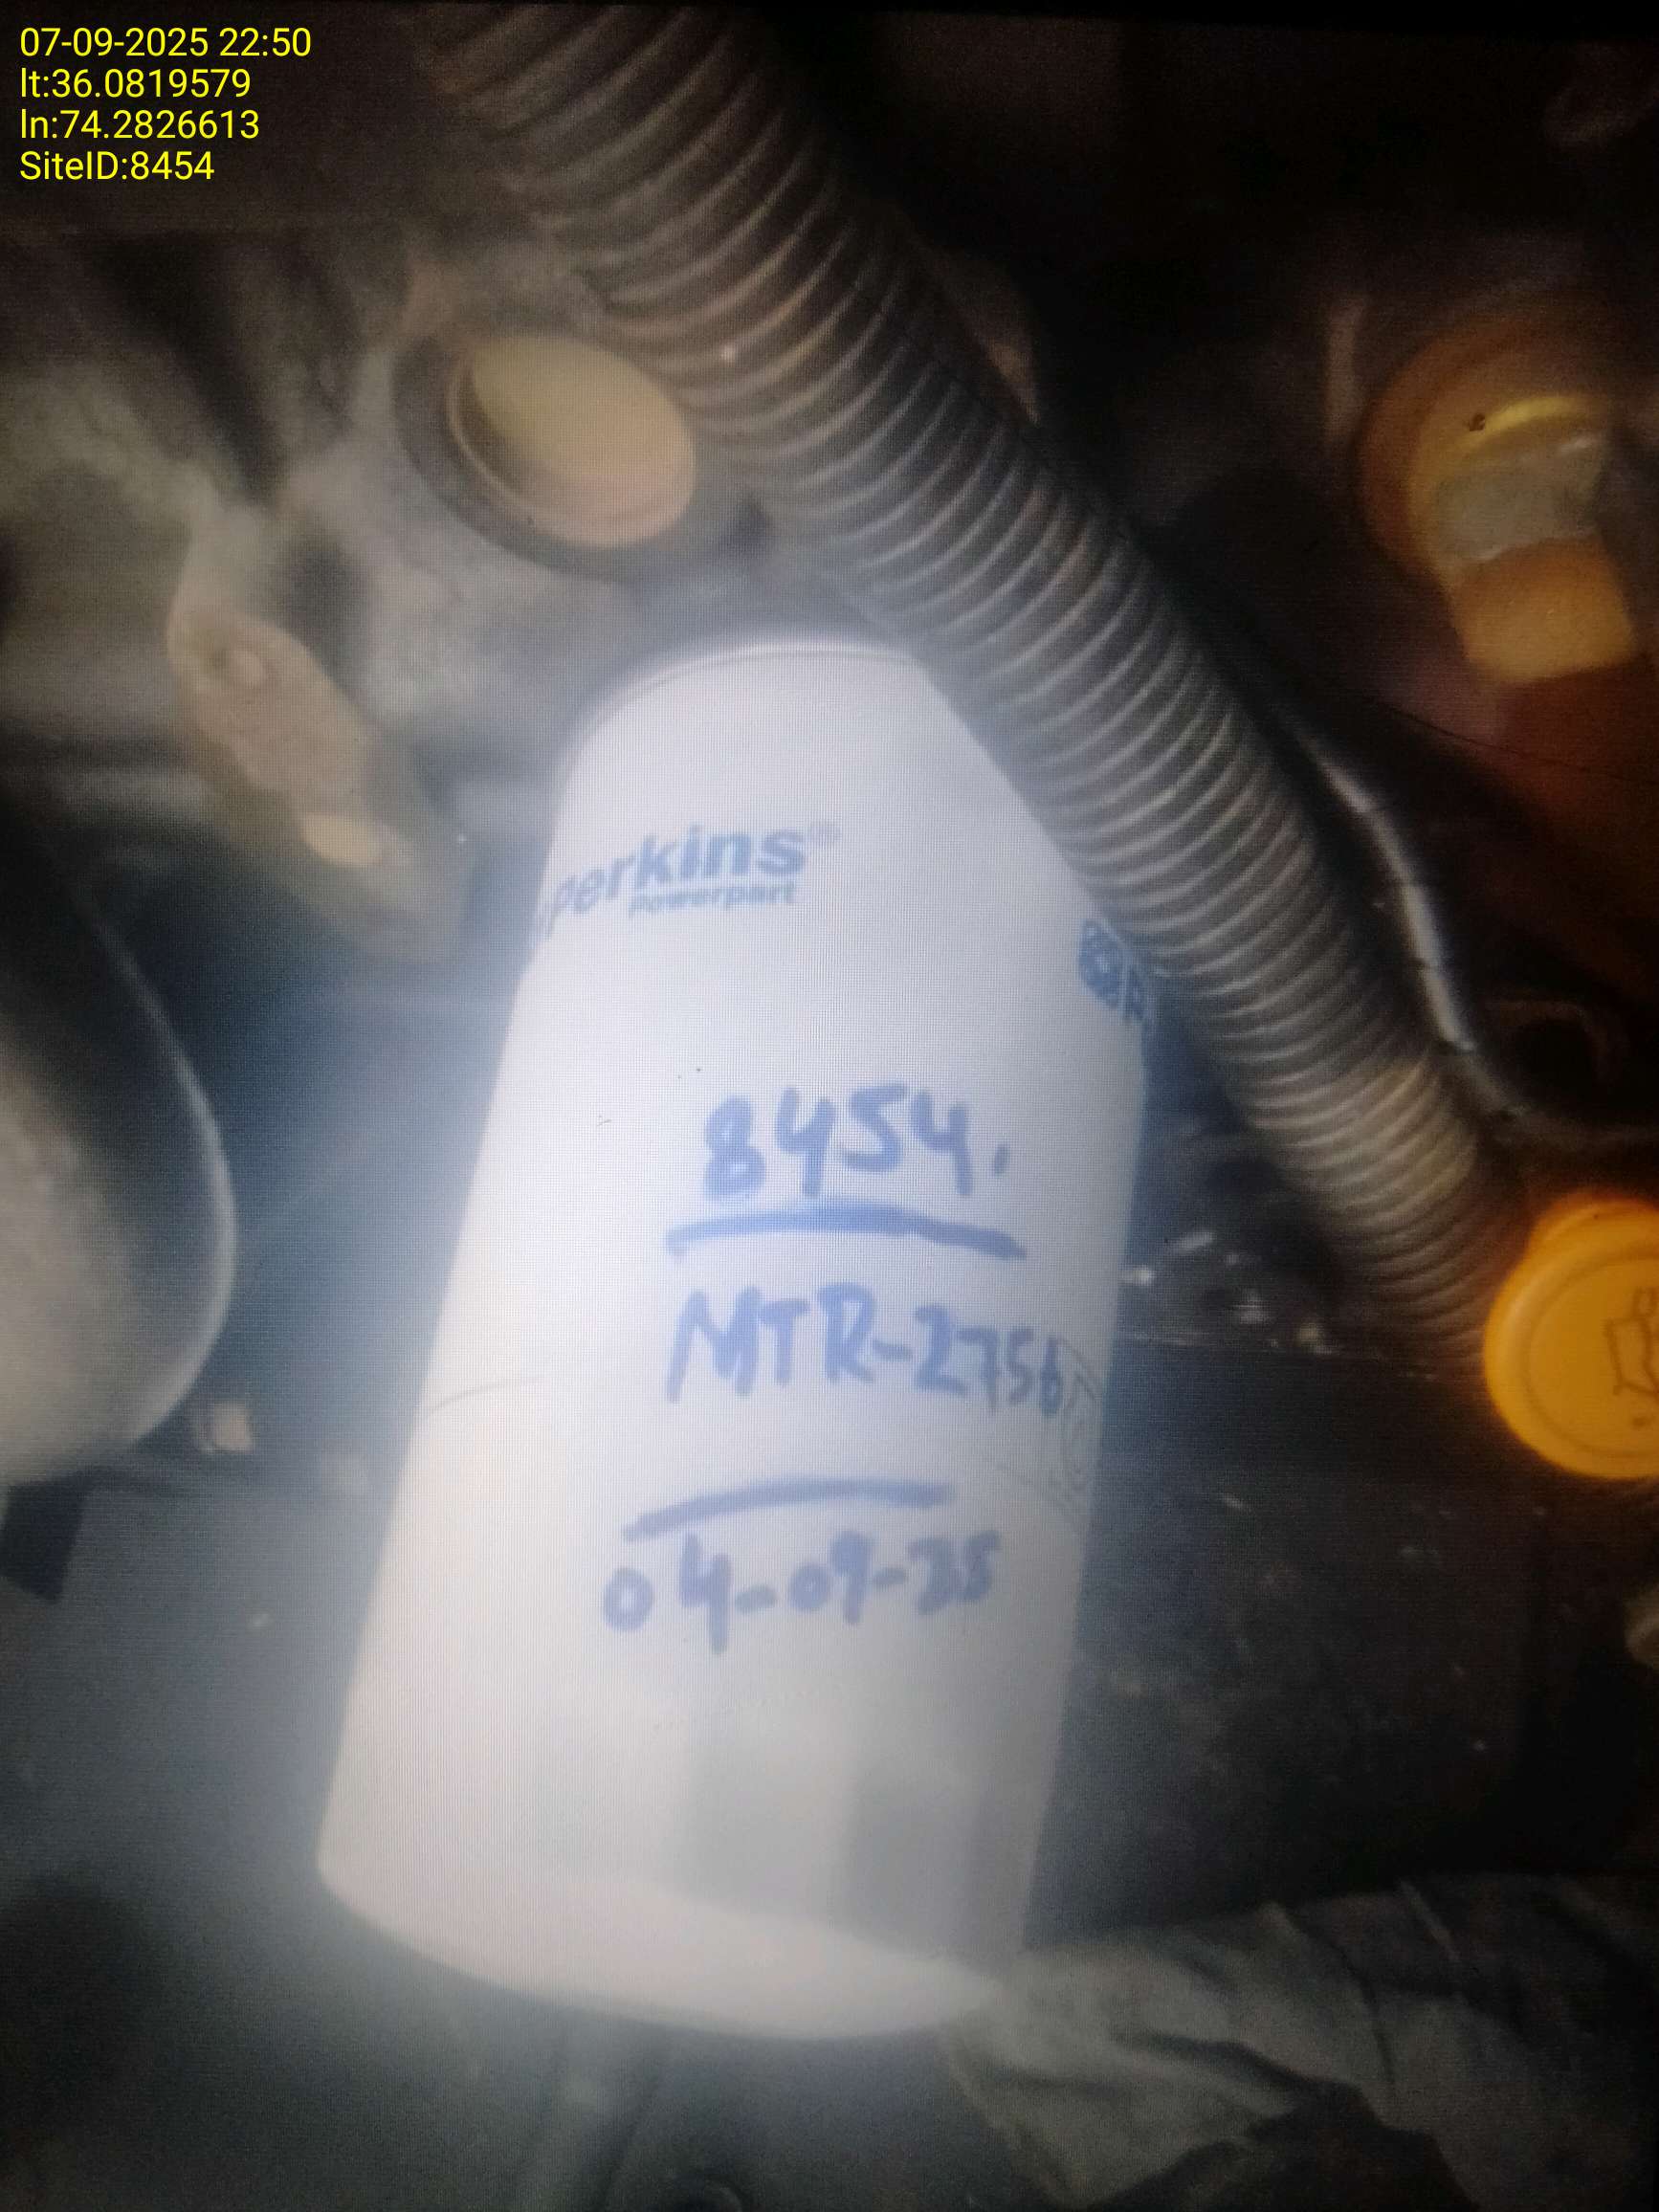 07-09-2025 22:50
lt:36.0819579
ln:74.2826613
SiteID:8454
perkins®
powerpart
8454.
MTR-2756
04-09-25